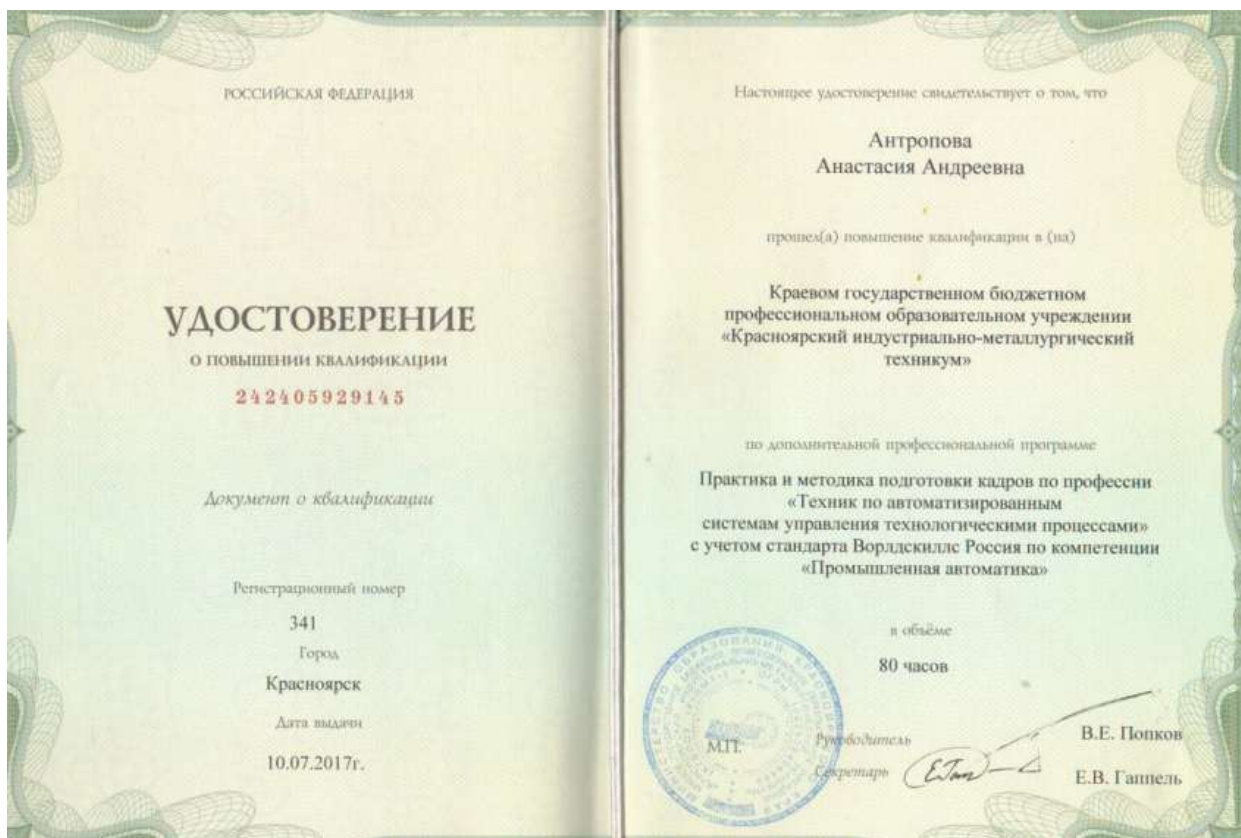 РОССИЙСКАЯ ФЕДЕРАЦИЯ
УДОСТОВЕРЕНИЕ
О ПОВЫШЕНИИ КВАЛИФИКАЦИИ
242405929145
Документ о квалификации
Регистрационный номер
341
Город
Красноярск
Дата выдачи
10.07.2017г.
Настоящее удостоверение свидетельствует о том, что
Антропова
Анастасия Андреевна
прошел(а) повышение квалификации в (на)
Краевом государственном бюджетном
профессиональном образовательном учреждении
«Красноярский индустриально-металлургический
техникум»
по дополнительной профессиональной программе
Практика и методика подготовки кадров по профессии
«Техник по автоматизированным
системам управления технологическими процессами»
с учетом стандарта Ворлдскиллс Россия по компетенции
«Промышленная автоматика»
в объёме
80 часов
М.П.
Руководитель
В.Е. Попков
Секретарь
Е.В. Гаппель